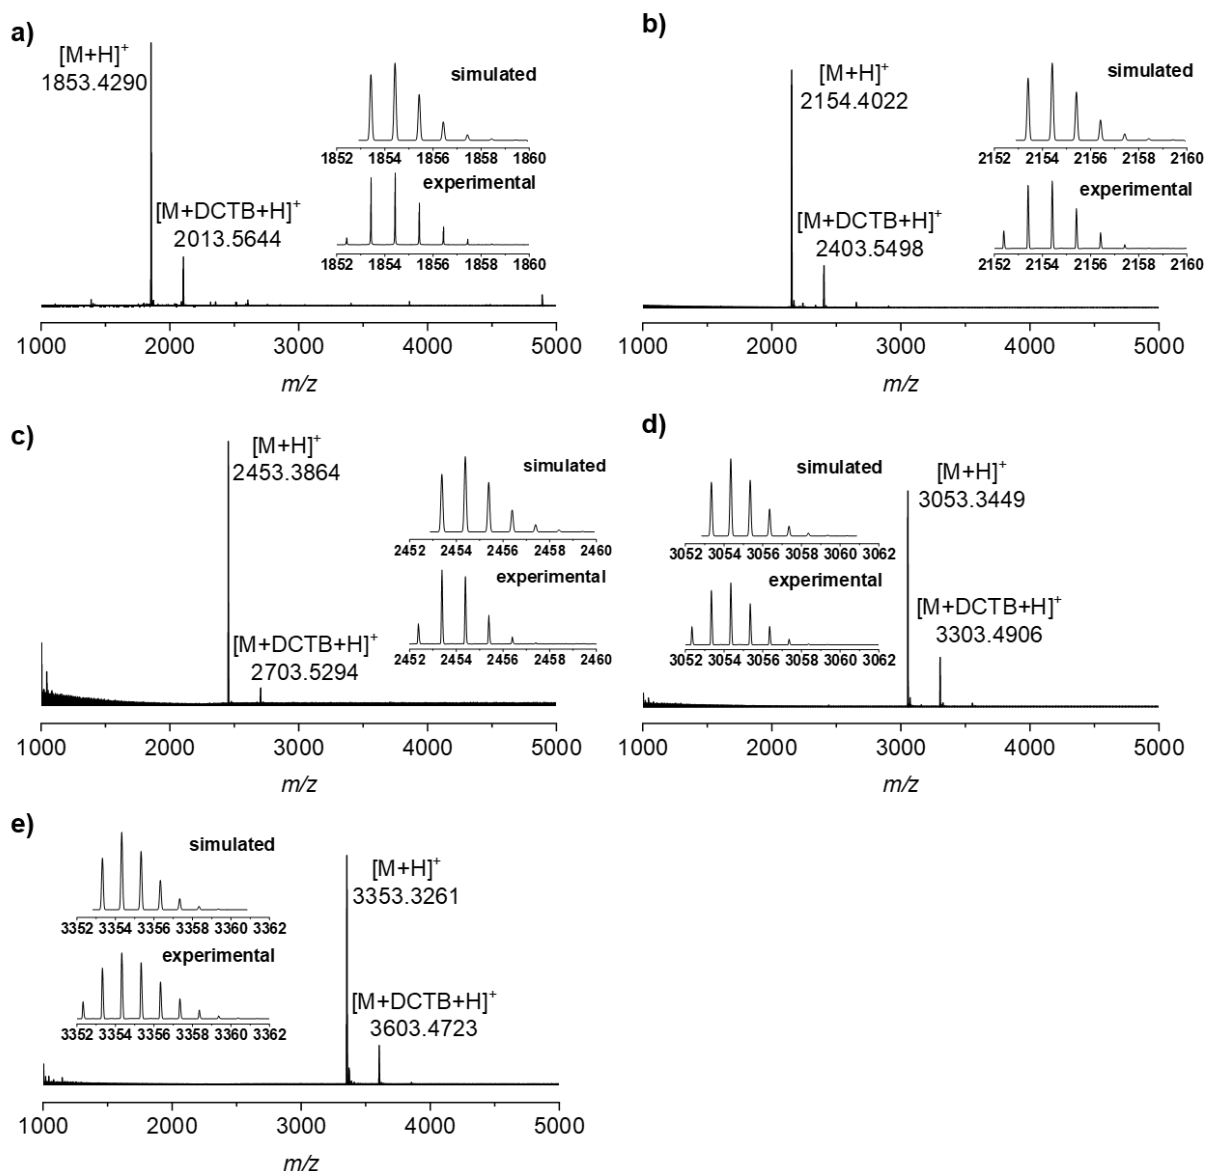 a)
[M+H]+
1853.4290
simulated
1852 1854 1856 1858 1860
experimental
[M+DCTB+H]+
2013.5644
1852 1854 1856 1858 1860
1000 2000 3000 4000 5000
m/z
b)
[M+H]+
2154.4022
simulated
2152 2154 2156 2158 2160
experimental
[M+DCTB+H]+
2403.5498
2152 2154 2156 2158 2160
1000 2000 3000 4000 5000
m/z
c)
[M+H]+
2453.3864
simulated
2452 2454 2456 2458 2460
experimental
[M+DCTB+H]+
2703.5294
2452 2454 2456 2458 2460
1000 2000 3000 4000 5000
m/z
d)
simulated
[M+H]+
3053.3449
3052 3054 3056 3058 3060 3062
experimental
[M+DCTB+H]+
3303.4906
3052 3054 3056 3058 3060 3062
1000 2000 3000 4000 5000
m/z
e)
simulated
[M+H]+
3353.3261
3352 3354 3356 3358 3360 3362
experimental
[M+DCTB+H]+
3603.4723
3352 3354 3356 3358 3360 3362
1000 2000 3000 4000 5000
m/z